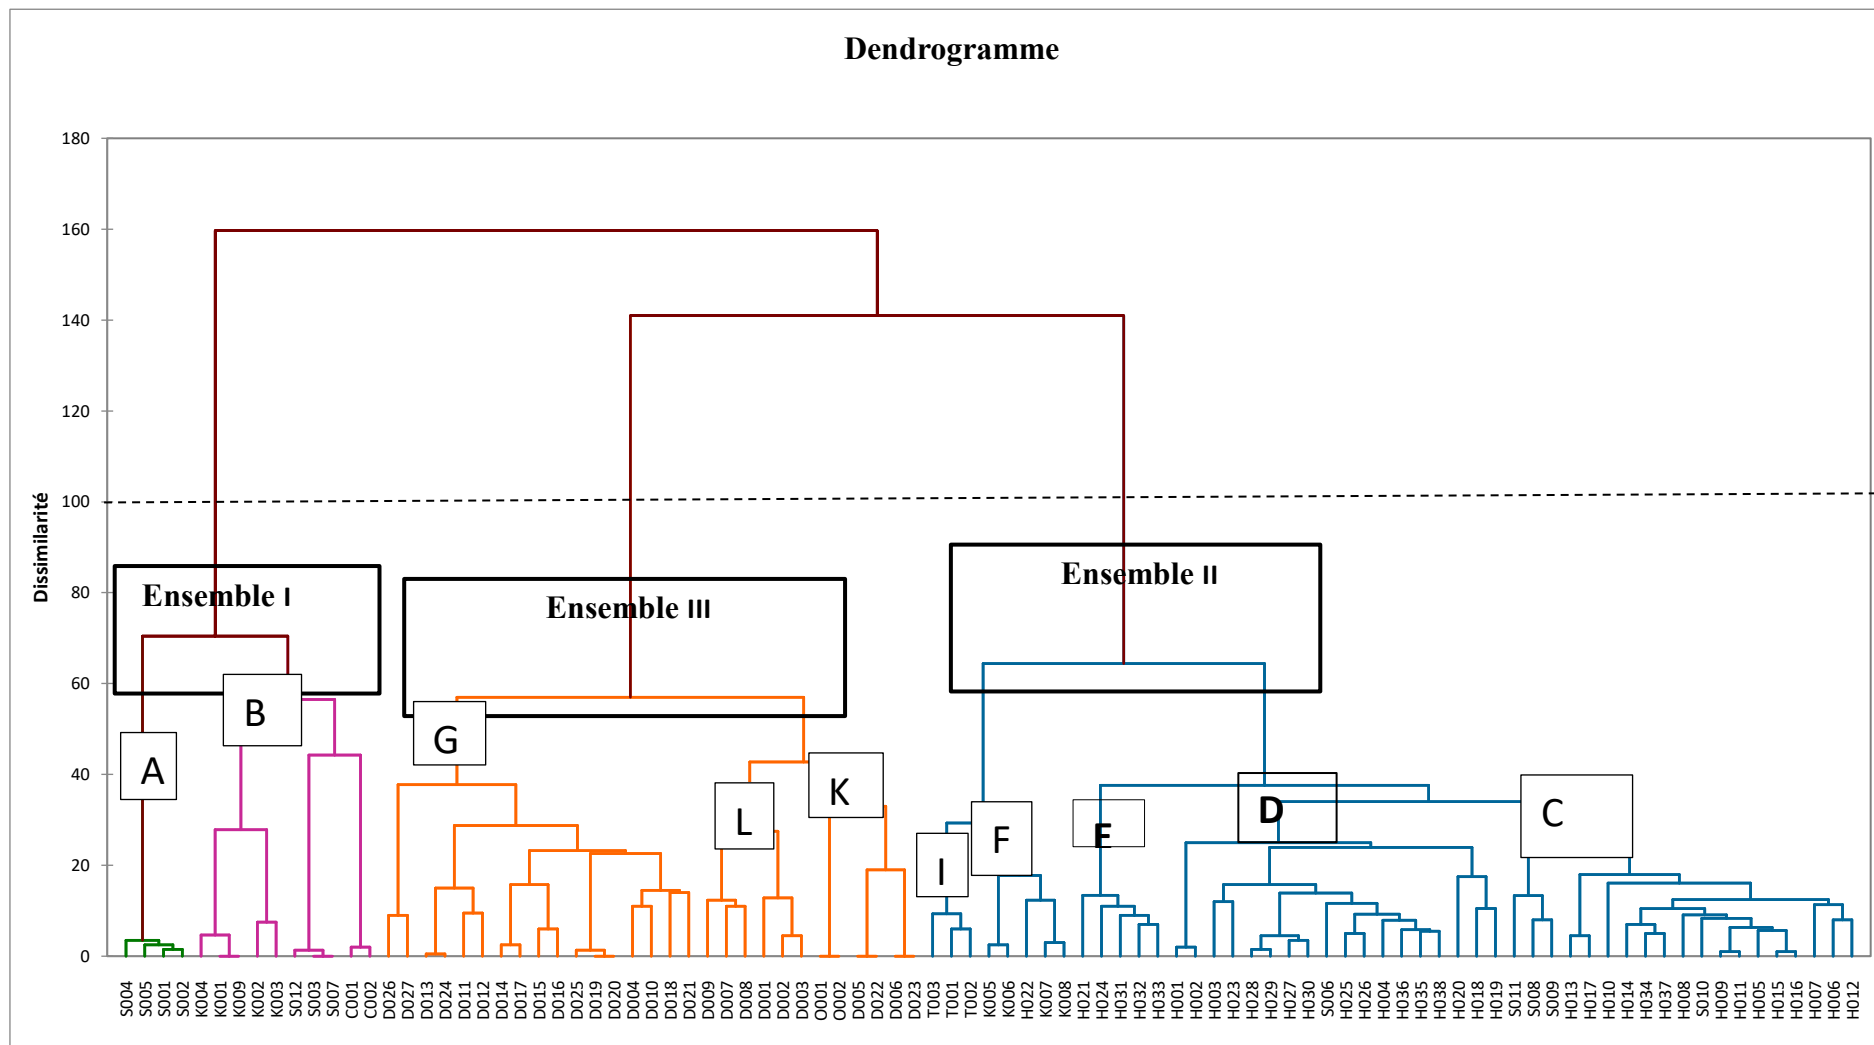 Dendrogramme
180
160
140
120
100
80
60
40
20
0
Dissimilarité
Ensemble I
Ensemble III
Ensemble II
A
B
G
L
K
I
F
E
D
C
S004
S005
S001
S002
K004
K001
K009
K002
K003
S012
S003
S007
C001
C002
D026
D027
D013
D024
D011
D012
D014
D017
D015
D016
D025
D019
D020
D004
D010
D018
D021
D009
D007
D008
D001
D002
D003
O001
O002
D005
D022
D006
D023
T003
T001
T002
K005
K006
H022
K007
K008
H021
H024
H031
H032
H033
H001
H002
H003
H023
H028
H029
H027
H030
S006
H025
H026
H004
H036
H035
H038
H020
H018
H019
S011
S008
S009
H013
H017
H010
H014
H034
H037
H008
S010
H009
H011
H005
H015
H016
H007
H006
H012